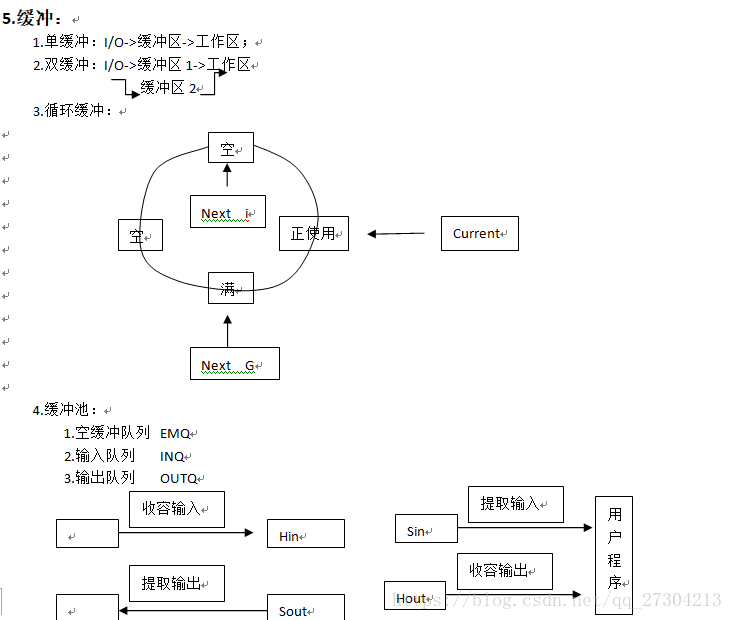 5.缓冲：
1.单缓冲：I/O->缓冲区->工作区；
2.双缓冲：I/O->缓冲区 1->工作区
缓冲区 2
3.循环缓冲：
空
Next i
空
正使用
Current
满
Next G
4.缓冲池：
1.空缓冲队列 EMQ
2.输入队列 INQ
3.输出队列 OUTQ
收容输入
Hin
提取输入
Sin
用户程序
提取输出
Sout
收容输出
Hout
https://blog.csdn.net/qq_27304213